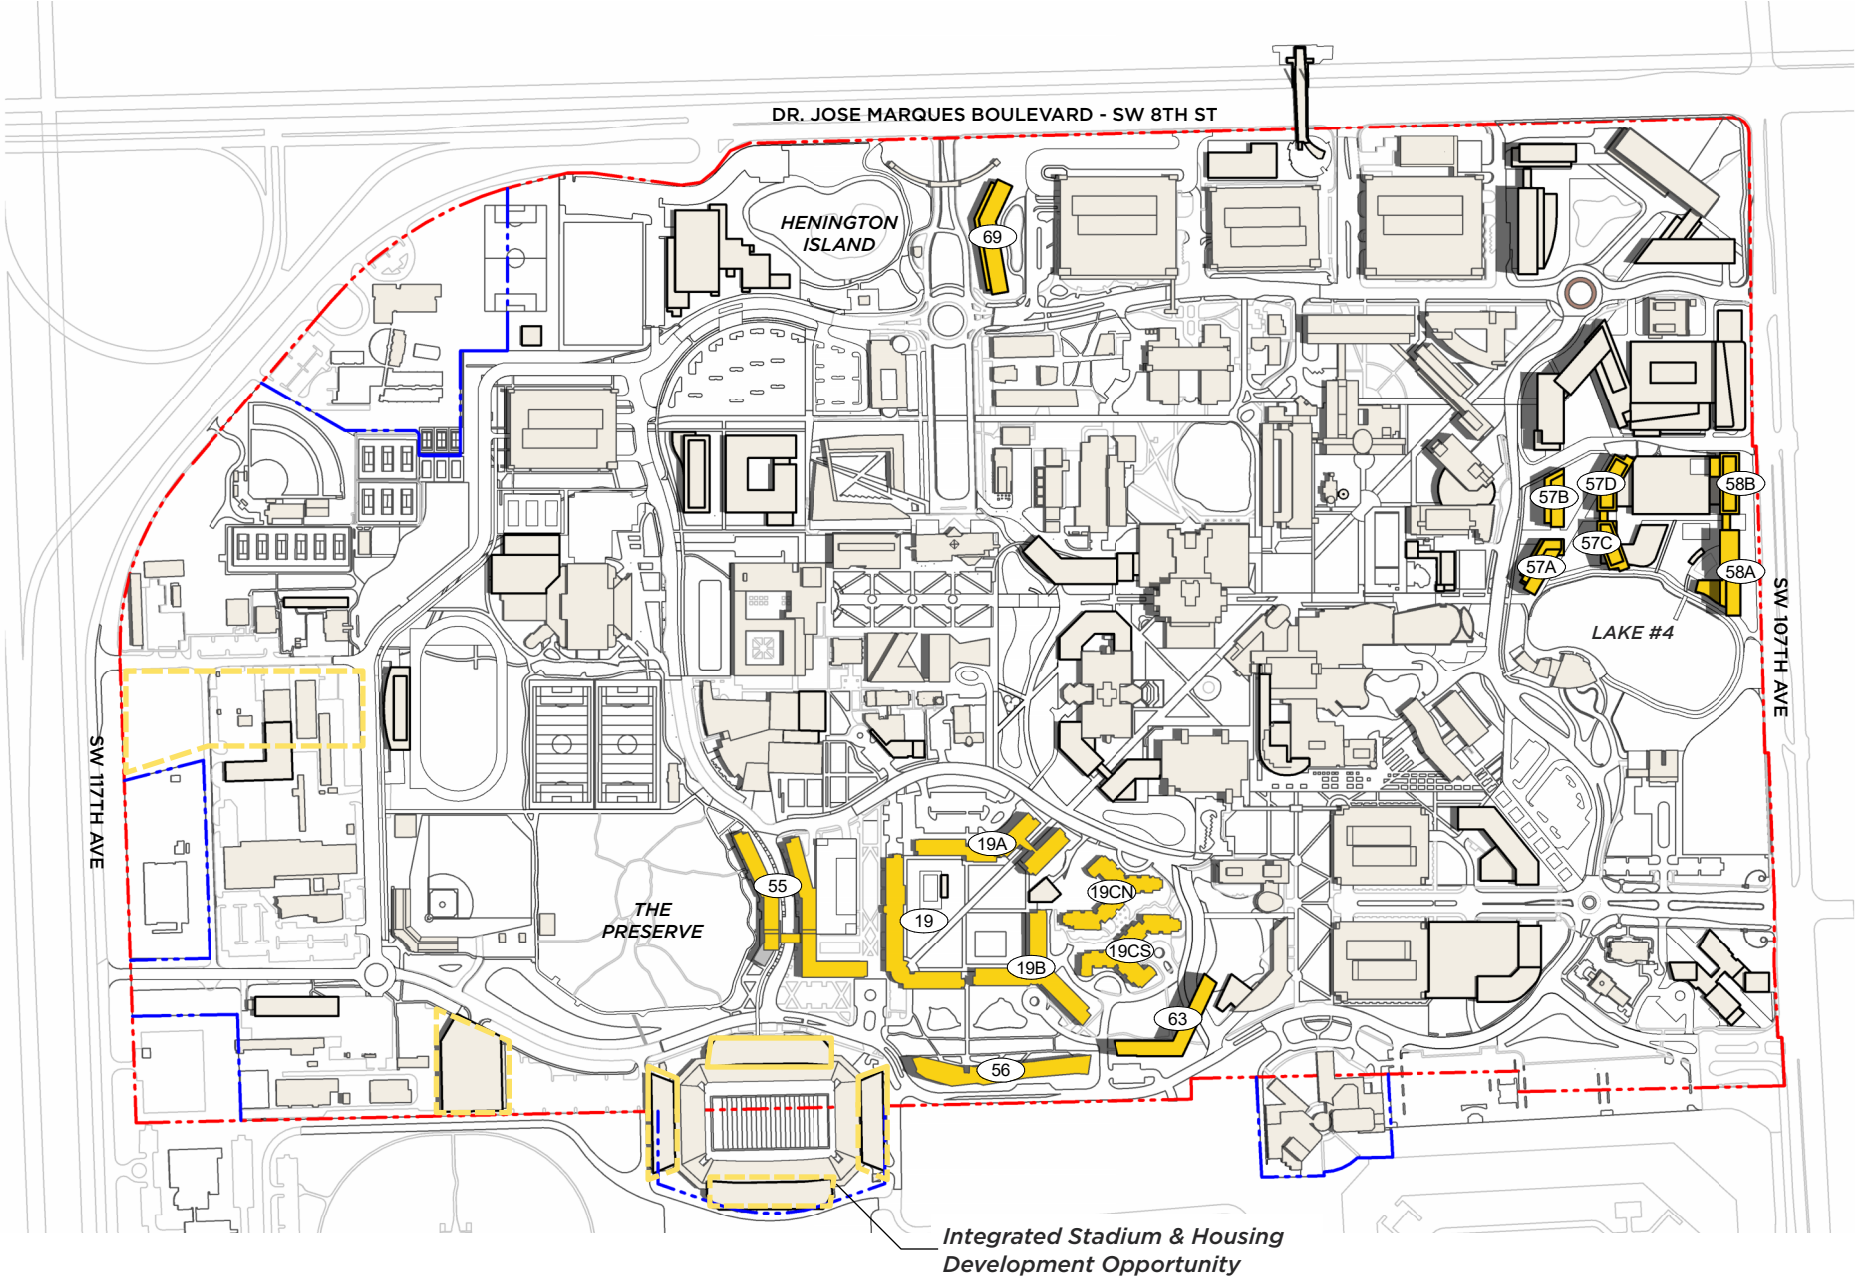 DR. JOSE MARQUES BOULEVARD - SW 8TH ST
HENINGTON
ISLAND
69
57B
57D
58B
57C
57A
58A
SW 107TH AVE
LAKE #4
SW 117TH AVE
19A
55
19CN
THE
PRESERVE
19
19CS
19B
63
56
Integrated Stadium & Housing
Development Opportunity